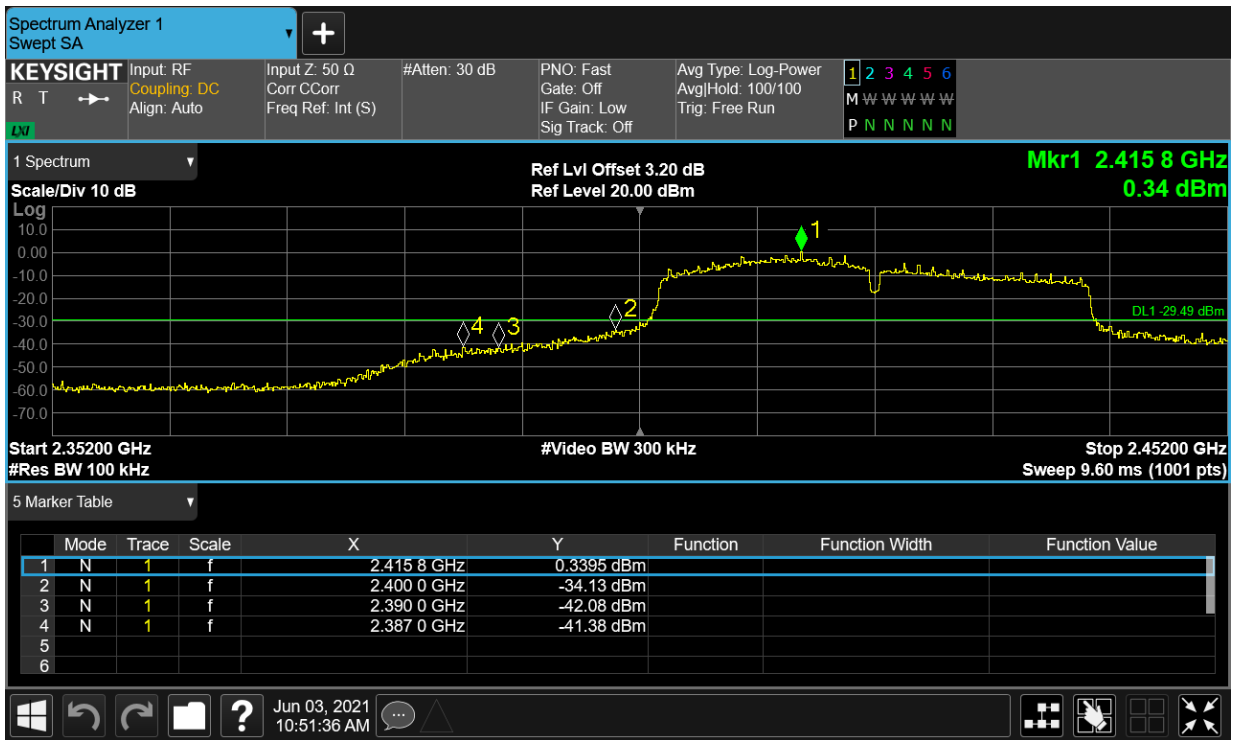 Spectrum Analyzer 1
Swept SA
+
KEYSIGHT Input: RF Input Z: 50 Ω #Atten: 30 dB PNO: Fast Avg Type: Log-Power 1 2 3 4 5 6
R T Coupling: DC Corr CCorr Gate: Off Avg|Hold: 100/100 M W W W W W
Align: Auto Freq Ref: Int (S) IF Gain: Low Trig: Free Run
LXI Sig Track: Off P N N N N N
1 Spectrum Ref Lvl Offset 3.20 dB Mkr1 2.415 8 GHz
Scale/Div 10 dB Ref Level 20.00 dBm 0.34 dBm
Log
10.0 1
0.00
-10.0
-20.0
2 DL1 -29.49 dBm
-30.0 4 3
-40.0
-50.0
-60.0
-70.0
Start 2.35200 GHz #Video BW 300 kHz Stop 2.45200 GHz
#Res BW 100 kHz Sweep 9.60 ms (1001 pts)
5 Marker Table
Mode Trace Scale X Y Function Function Width Function Value
1 N 1 f 2.415 8 GHz 0.3395 dBm
2 N 1 f 2.400 0 GHz -34.13 dBm
3 N 1 f 2.390 0 GHz -42.08 dBm
4 N 1 f 2.387 0 GHz -41.38 dBm
5
6
? Jun 03, 2021
10:51:36 AM